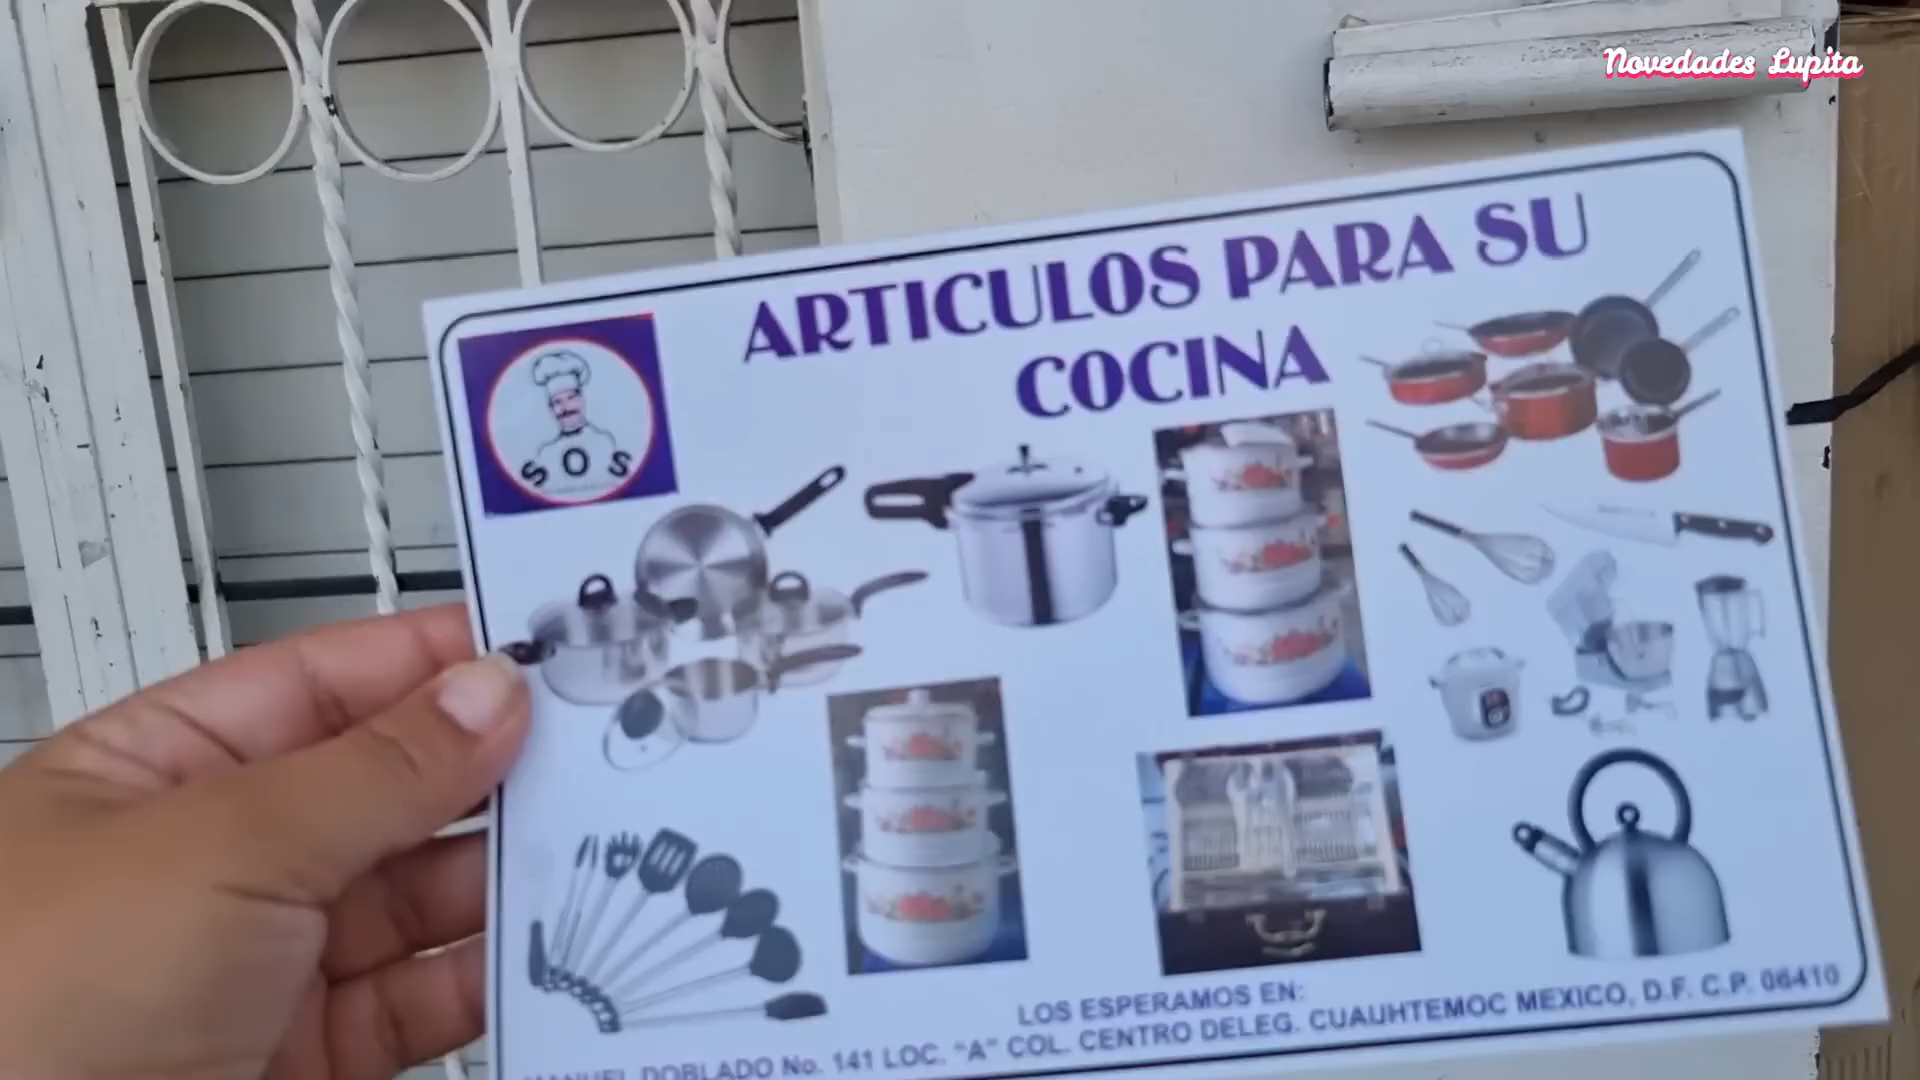 Novedades Lupita
ARTICULOS PARA SU
COCINA
SOS
LOS ESPERAMOS EN:
MANUEL DOBLADO No. 141 LOC. "A" COL. CENTRO DELEG. CUAUHTEMOC MEXICO, D.F. C.P. 06410